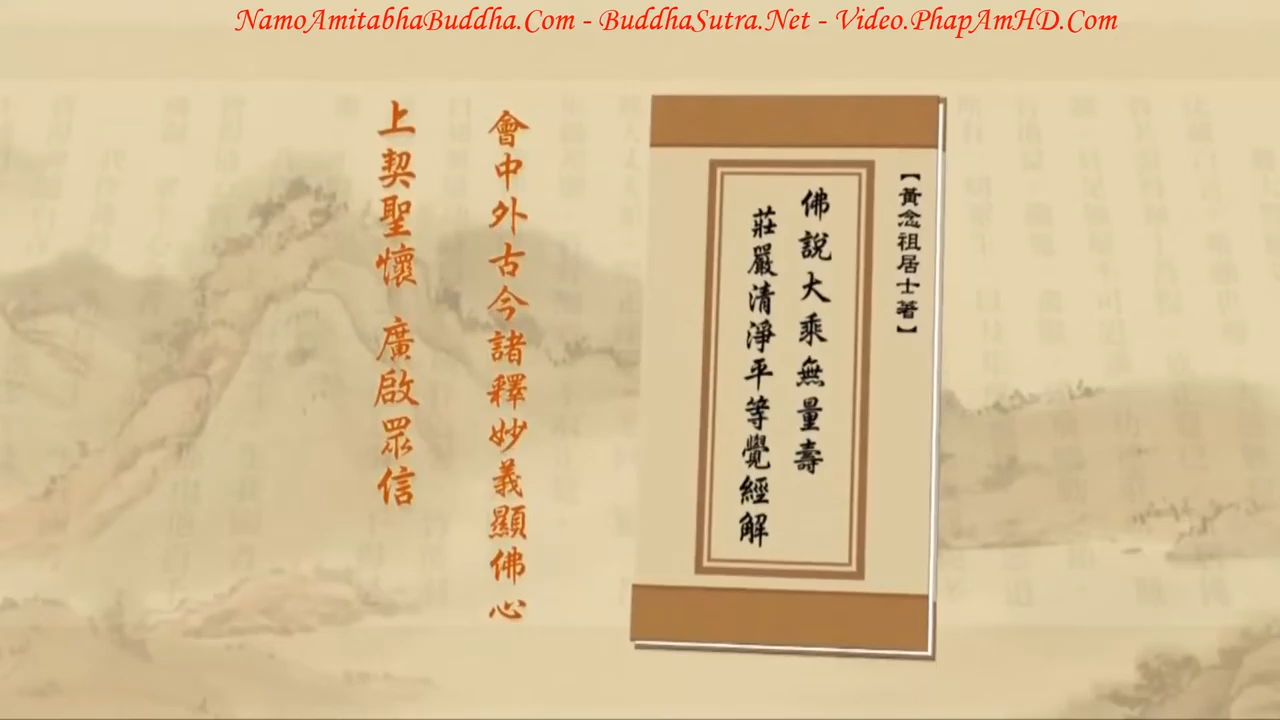 NamoAmitabhaBuddha.Com - BuddhaSutra.Net - Video.PhapAmHD.Com
【黃念祖居士著】
佛說大乘無量壽
莊嚴清淨平等覺經解
會中外古今諸釋妙義顯佛心
上契聖懷 廣啟眾信